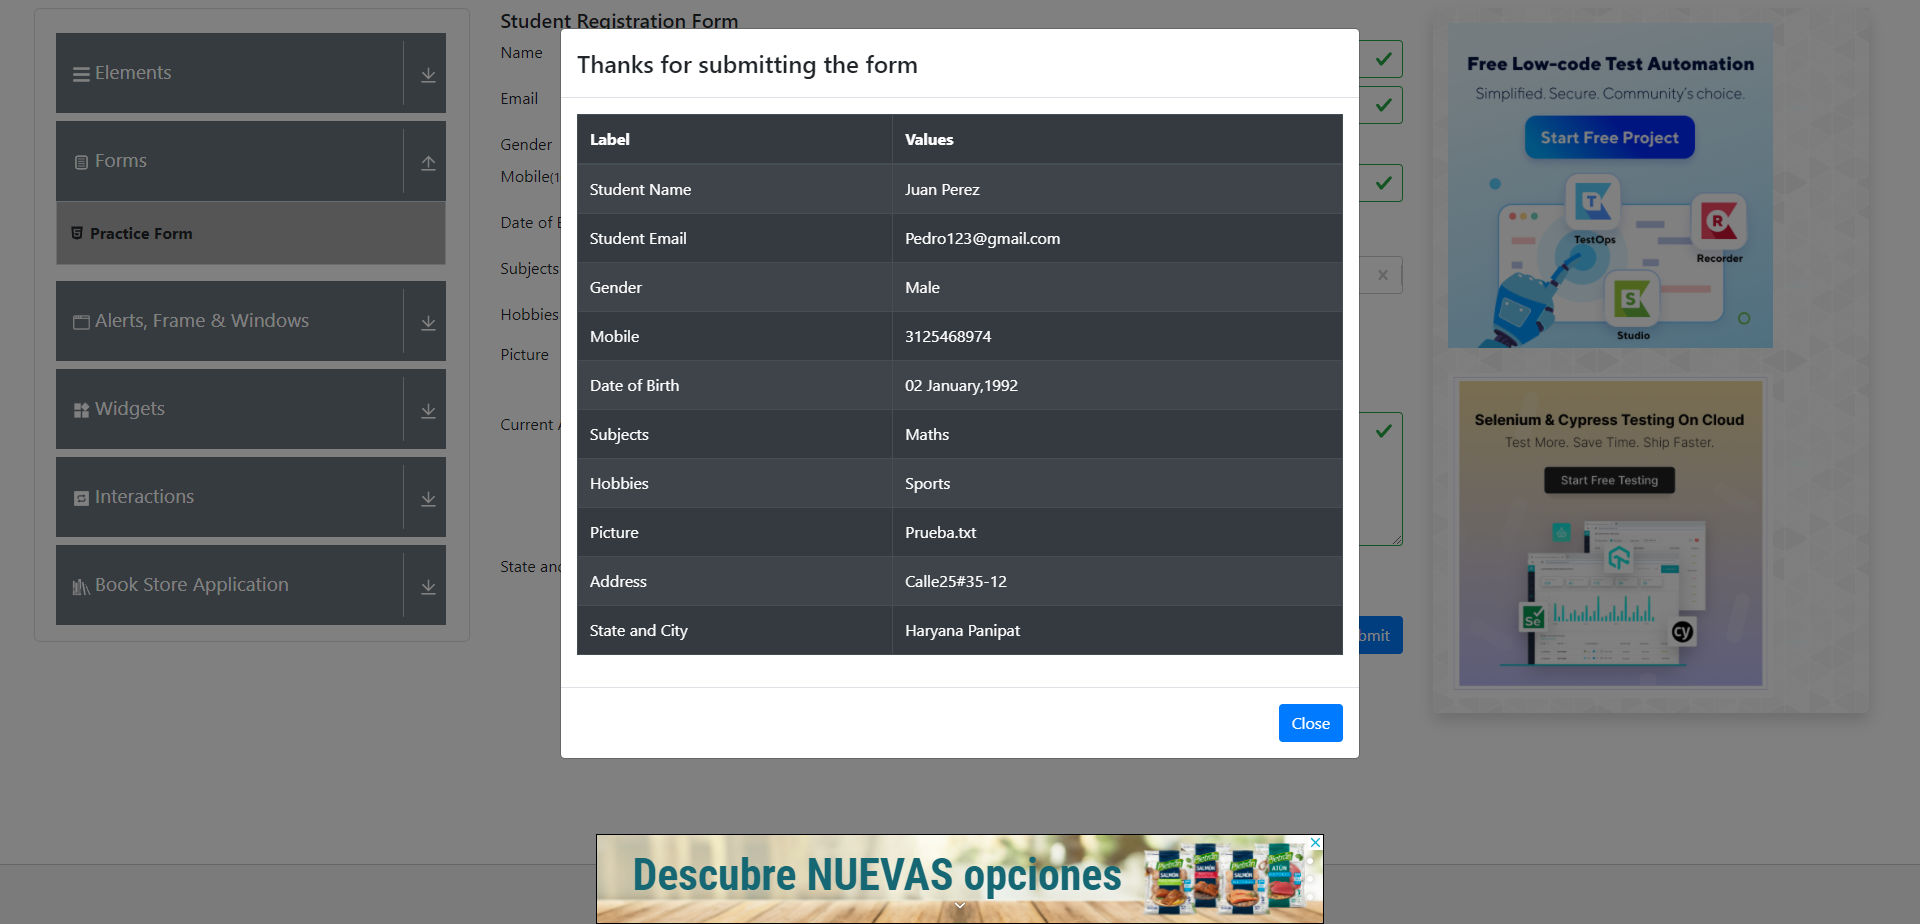 Elements
Forms
Practice Form
Alerts, Frame & Windows
Widgets
Interactions
Book Store Application
Student Registration Form
Name
Email
Gender
Mobile(1
Date of B
Subjects
Hobbies
Picture
Current A
State and
bmit
Thanks for submitting the form
Label Values
Student Name Juan Perez
Student Email Pedro123@gmail.com
Gender Male
Mobile 3125468974
Date of Birth 02 January,1992
Subjects Maths
Hobbies Sports
Picture Prueba.txt
Address Calle25#35-12
State and City Haryana Panipat
Close
Free Low-code Test Automation
Simplified. Secure. Community's choice.
Start Free Project
T
TestOps
R
Recorder
S
Studio
Selenium & Cypress Testing On Cloud
Test More. Save Time. Ship Faster.
Start Free Testing
Se
cy
Descubre NUEVAS opciones
SALMÓN
SALMÓN
ATÚN